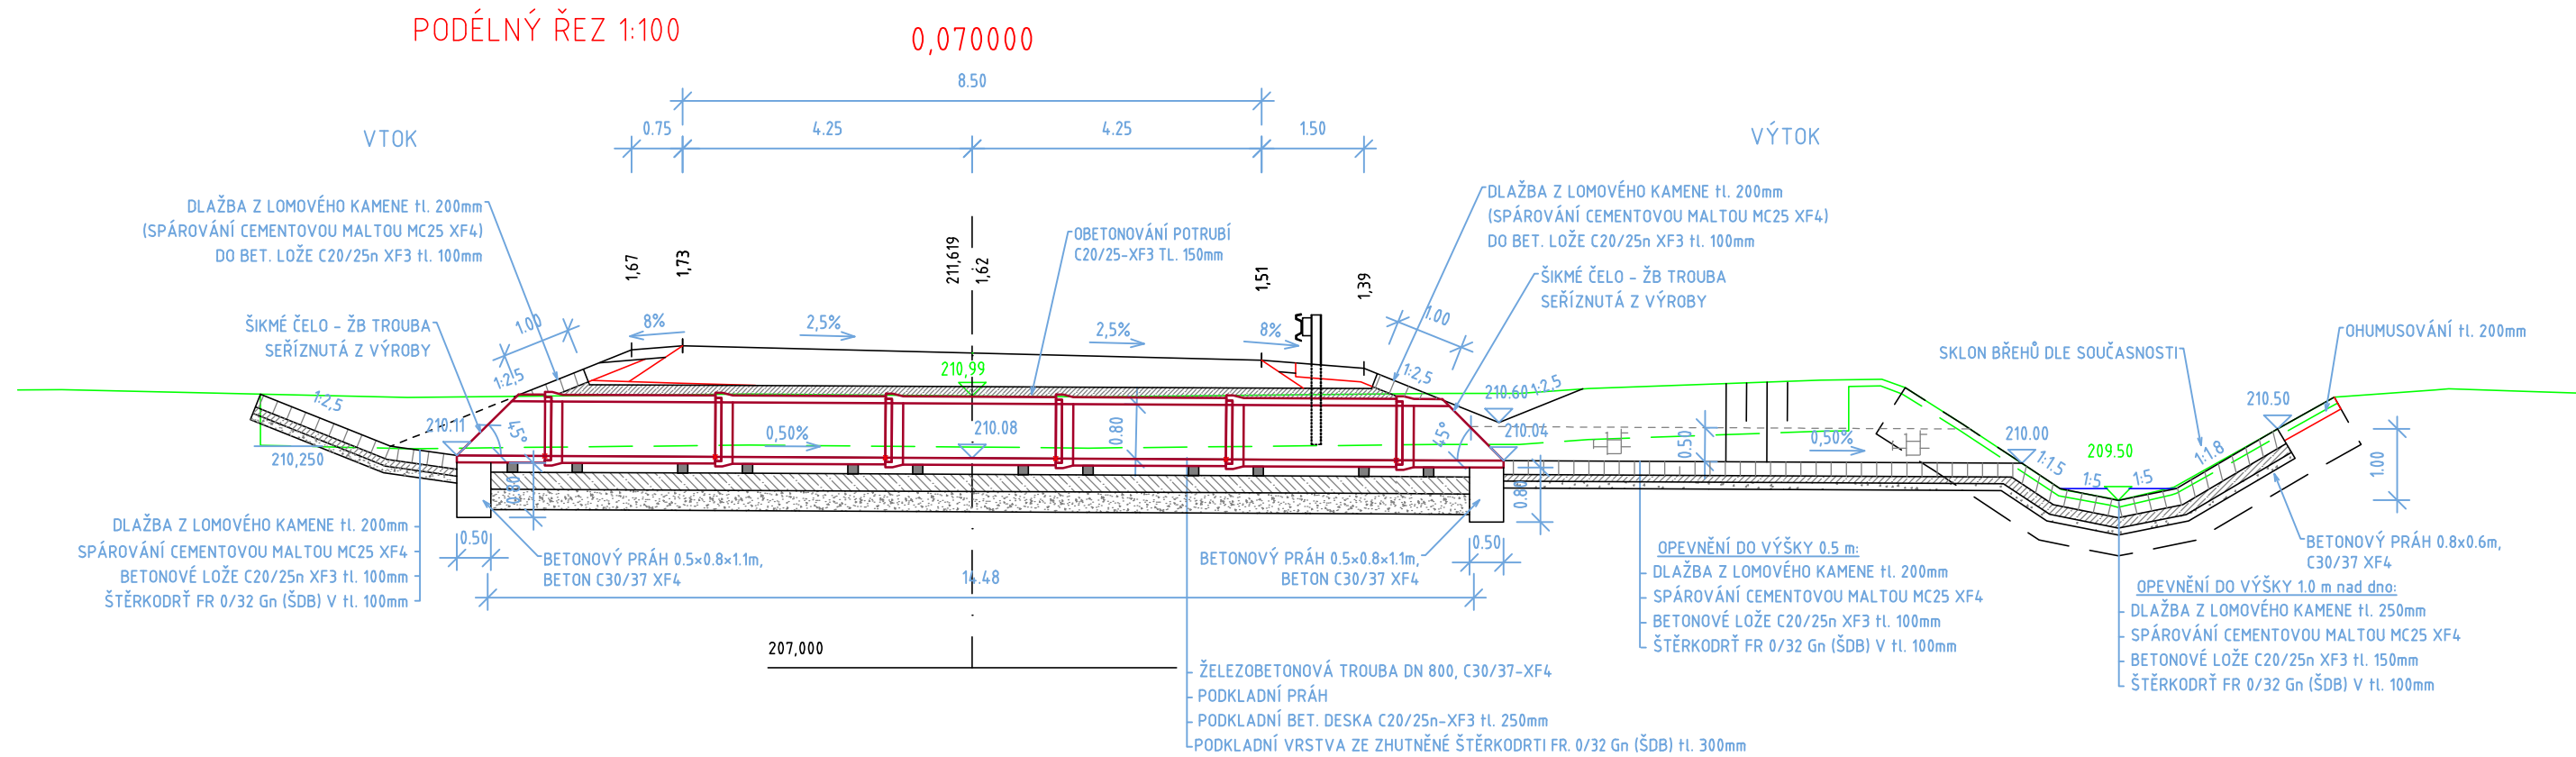 PODÉLNÝ ŘEZ 1:100
0,070000
8.50
0.75
4.25
4.25
1.50
VTOK
VÝTOK
DLAŽBA Z LOMOVÉHO KAMENE tl. 200mm
(SPÁROVÁNÍ CEMENTOVOU MALTOU MC25 XF4)
DO BET. LOŽE C20/25n XF3 tl. 100mm
DLAŽBA Z LOMOVÉHO KAMENE tl. 200mm
(SPÁROVÁNÍ CEMENTOVOU MALTOU MC25 XF4)
DO BET. LOŽE C20/25n XF3 tl. 100mm
OBETONOVÁNÍ POTRUBÍ
C20/25-XF3 TL. 150mm
1,67
1,73
211,619
1,62
1,51
1,39
ŠIKMÉ ČELO - ŽB TROUBA
SEŘÍZNUTÁ Z VÝROBY
ŠIKMÉ ČELO - ŽB TROUBA
SEŘÍZNUTÁ Z VÝROBY
1.00
8%
2,5%
2,5%
8%
1.00
OHUMUSOVÁNÍ tl. 200mm
SKLON BŘEHŮ DLE SOUČASNOSTI
1:2,5
1:2,5
210,99
1:2,5
210.60
1:2,5
210.50
210.11
45°
0,50%
210.08
0.80
45°
210.04
0.50
0,50%
210.00
1:1.5
209.50
1:5
1:5
1:1.8
1.00
210,250
0.80
0.80
DLAŽBA Z LOMOVÉHO KAMENE tl. 200mm
SPÁROVÁNÍ CEMENTOVOU MALTOU MC25 XF4
BETONOVÉ LOŽE C20/25n XF3 tl. 100mm
ŠTĚRKODRŤ FR 0/32 Gn (ŠDB) V tl. 100mm
0.50
BETONOVÝ PRÁH 0.5×0.8×1.1m,
BETON C30/37 XF4
14.48
BETONOVÝ PRÁH 0.5×0.8×1.1m,
BETON C30/37 XF4
0.50
OPEVNĚNÍ DO VÝŠKY 0.5 m:
DLAŽBA Z LOMOVÉHO KAMENE tl. 200mm
SPÁROVÁNÍ CEMENTOVOU MALTOU MC25 XF4
BETONOVÉ LOŽE C20/25n XF3 tl. 100mm
ŠTĚRKODRŤ FR 0/32 Gn (ŠDB) V tl. 100mm
BETONOVÝ PRÁH 0.8x0.6m,
C30/37 XF4
OPEVNĚNÍ DO VÝŠKY 1.0 m nad dno:
DLAŽBA Z LOMOVÉHO KAMENE tl. 250mm
SPÁROVÁNÍ CEMENTOVOU MALTOU MC25 XF4
BETONOVÉ LOŽE C20/25n XF3 tl. 150mm
ŠTĚRKODRŤ FR 0/32 Gn (ŠDB) V tl. 100mm
207,000
ŽELEZOBETONOVÁ TROUBA DN 800, C30/37-XF4
PODKLADNÍ PRÁH
PODKLADNÍ BET. DESKA C20/25n-XF3 tl. 250mm
PODKLADNÍ VRSTVA ZE ZHUTNĚNÉ ŠTĚRKODRTI FR. 0/32 Gn (ŠDB) tl. 300mm